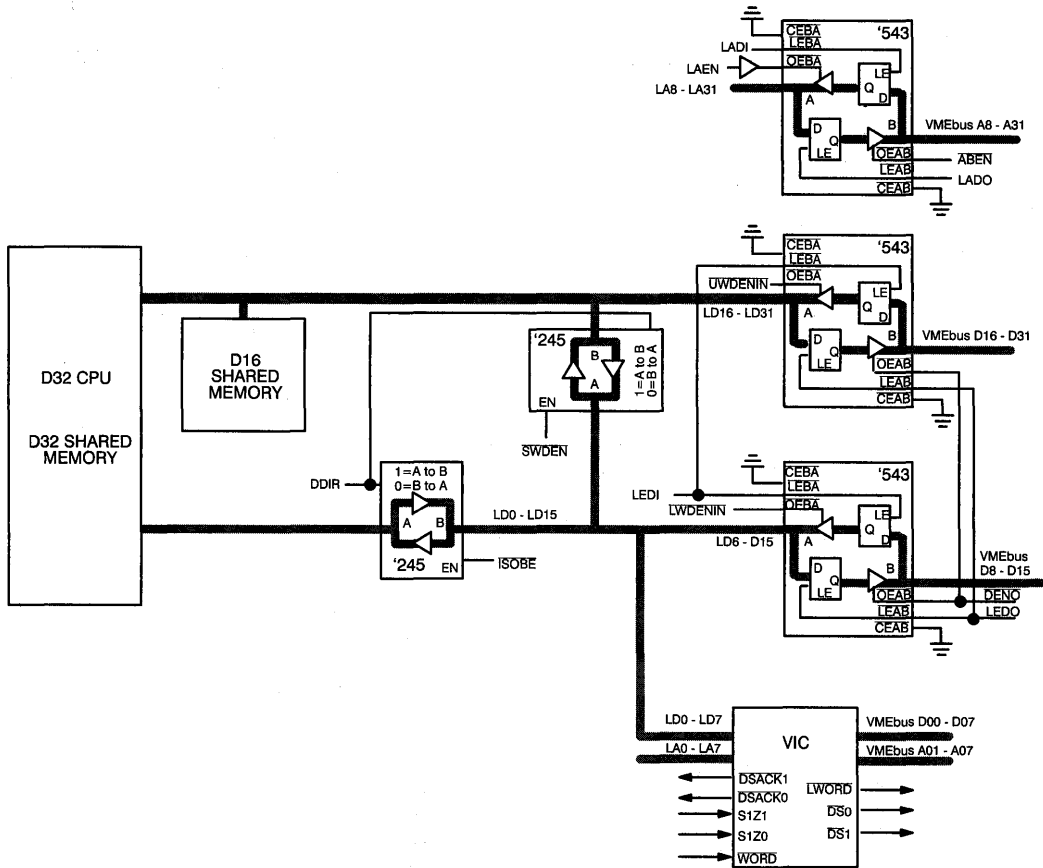 CEBA
'543
LADI
LEBA
LAEN
OEBA
LE
Q
D
LA8 - LA31
A
B
VMEbus A8 - A31
D
Q
LE
OEAB
ABEN
LEAB
LADO
CEAB
CEBA
'543
LEBA
OEBA
UWDENIN
LE
Q
D
LD16 - LD31
A
B
VMEbus D16 - D31
D
Q
LE
OEAB
LEAB
CEAB
D32 CPU
D32 SHARED
MEMORY
D16
SHARED
MEMORY
'245
B
A
1=A to B
0=B to A
EN
SWDEN
DDIR
1=A to B
0=B to A
A
B
'245
EN
ISOBE
LD0 - LD15
CEBA
'543
LEDI
LEBA
LWDENIN
OEBA
LE
Q
D
LD6 - D15
A
B
VMEbus
D8 - D15
D
Q
LE
OEAB
DENO
LEAB
LEDO
CEAB
LD0 - LD7
LA0 - LA7
VIC
VMEbus D00 - D07
VMEbus A01 - A07
DSACK1
DSACK0
S1Z1
S1Z0
WORD
LWORD
DS0
DS1